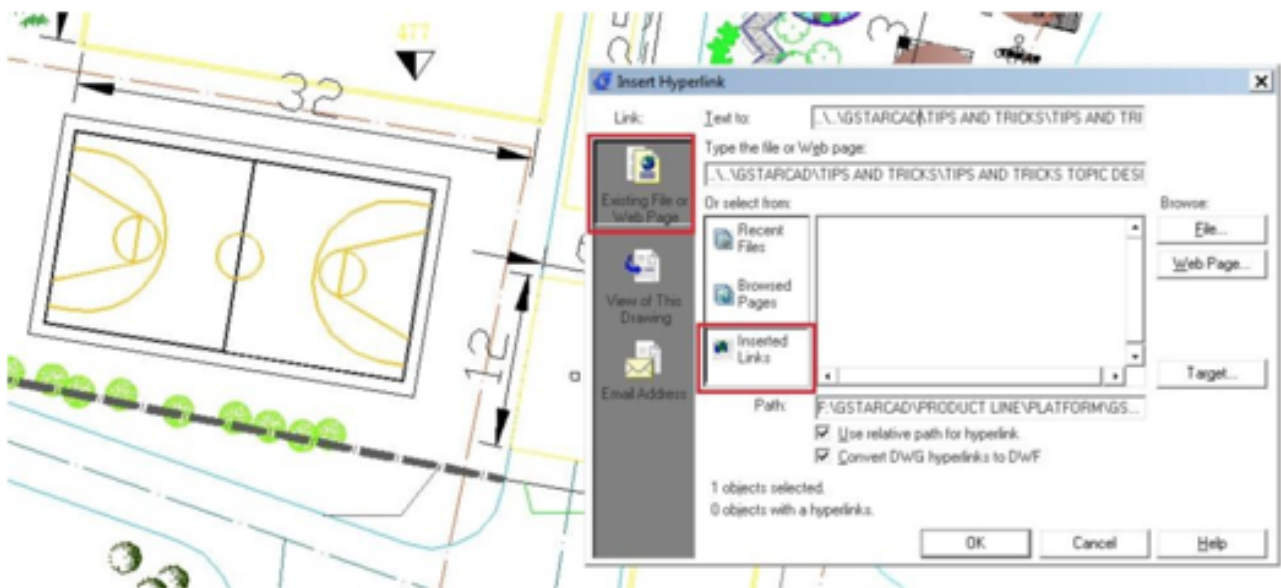 477
32
12
Insert Hyperlink
Link:
Text to:
..\..\GSTARCAD\TIPS AND TRICKS\TIPS AND TRI
Type the file or Web page:
..\..\GSTARCAD\TIPS AND TRICKS\TIPS AND TRICKS TOPIC DESI
Existing File or
Web Page
View of This
Drawing
Email Address
Or select from:
Recent
Files
Browsed
Pages
Inserted
Links
Browse:
File...
Web Page...
Target...
Path:
F:\GSTARCAD\PRODUCT LINE\PLATFORM\GS...
Use relative path for hyperlink
Convert DWG hyperlinks to DWF
1 objects selected.
0 objects with a hyperlinks.
OK
Cancel
Help